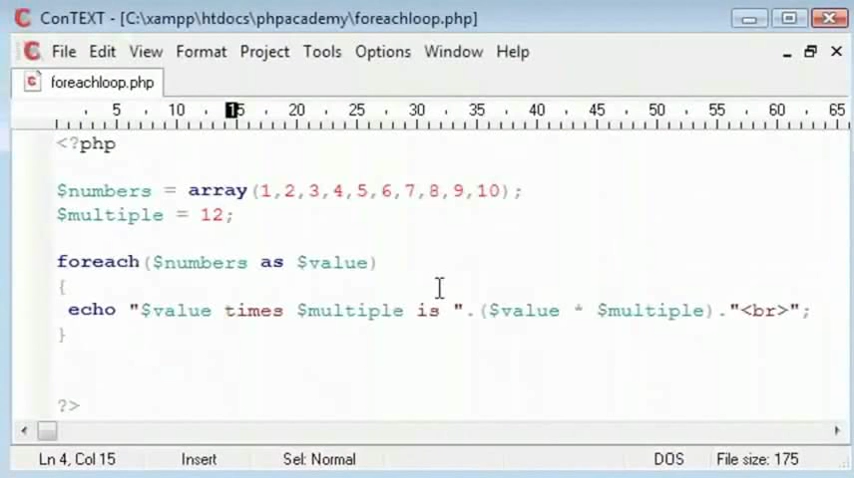 ConTEXT - [C:\xampp\htdocs\phpacademy\foreachloop.php]
File Edit View Format Project Tools Options Window Help
foreachloop.php
5 10 15 20 25 30 35 40 45 50 55 60 65
<?php
$numbers = array(1,2,3,4,5,6,7,8,9,10);
$multiple = 12;
foreach($numbers as $value)
{
echo "$value times $multiple is ".($value * $multiple)."<br>";
}
?>
Ln 4, Col 15 Insert Sel: Normal DOS File size: 175